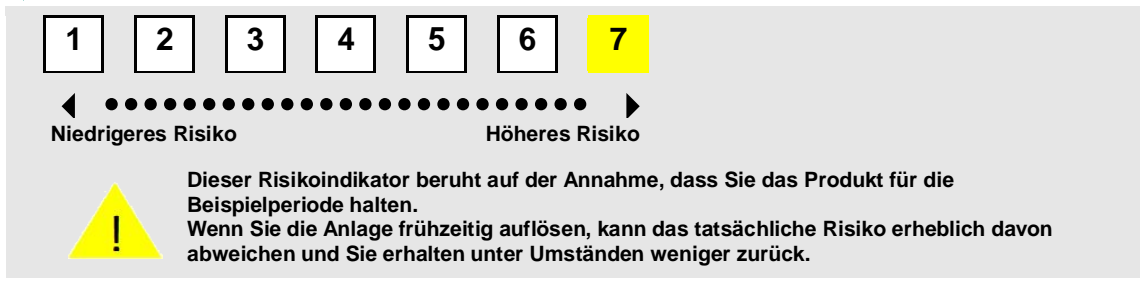 1 2 3 4 5 6 7
Niedrigeres Risiko Höheres Risiko
Dieser Risikoindikator beruht auf der Annahme, dass Sie das Produkt für die
Beispielperiode halten.
Wenn Sie die Anlage frühzeitig auflösen, kann das tatsächliche Risiko erheblich davon
abweichen und Sie erhalten unter Umständen weniger zurück.
!